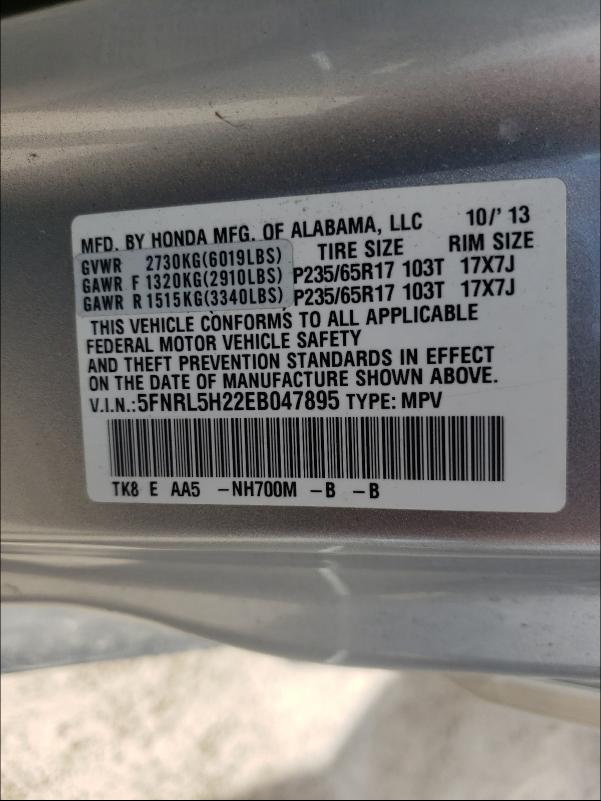 MFD. BY HONDA MFG. OF ALABAMA, LLC 10/'13
GVWR 2730KG(6019LBS) TIRE SIZE RIM SIZE
GAWR F 1320KG(2910LBS) P235/65R17 103T 17X7J
GAWR R 1515KG(3340LBS) P235/65R17 103T 17X7J
THIS VEHICLE CONFORMS TO ALL APPLICABLE
FEDERAL MOTOR VEHICLE SAFETY
AND THEFT PREVENTION STANDARDS IN EFFECT
ON THE DATE OF MANUFACTURE SHOWN ABOVE.
V.I.N.:5FNRL5H22EB047895 TYPE: MPV
TK8 E AA5 -NH700M -B -B